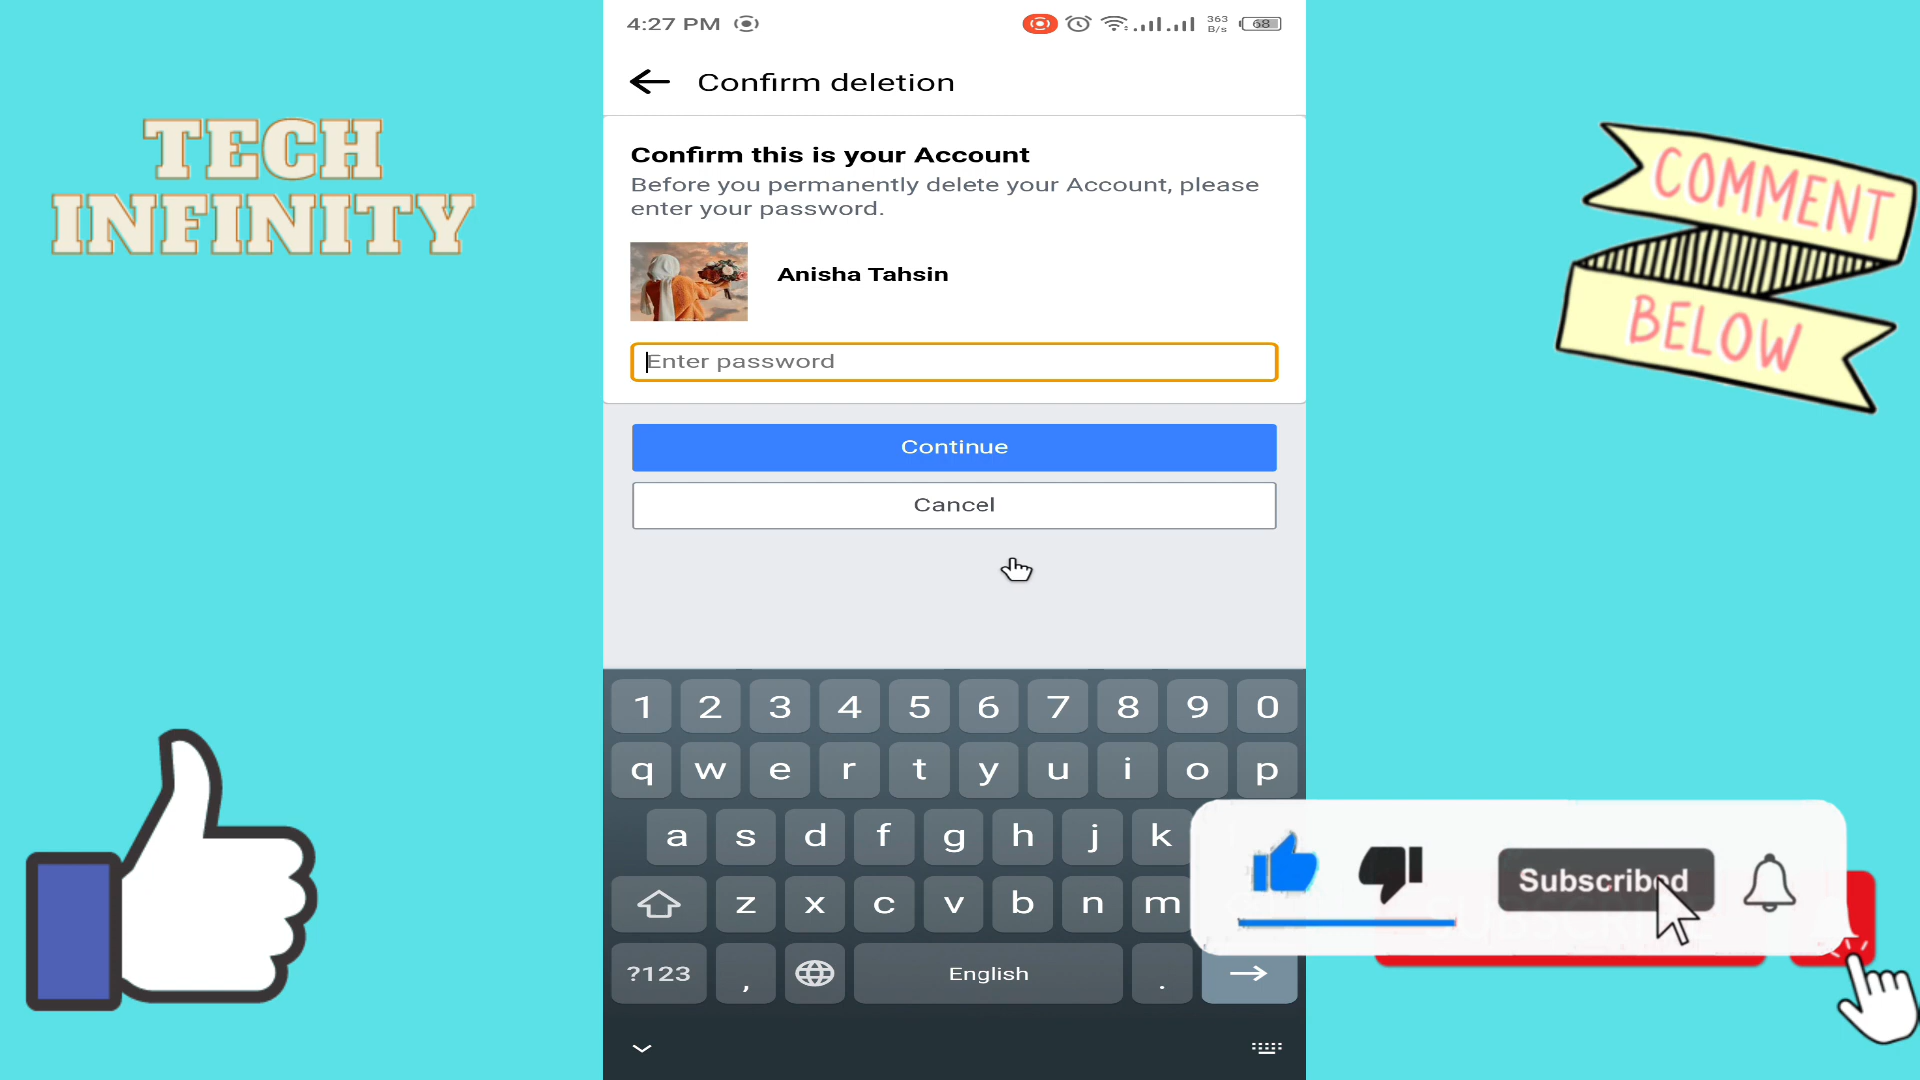 4:27 PM
363
B/s
68
Confirm deletion
Confirm this is your Account
Before you permanently delete your Account, please
enter your password.
Anisha Tahsin
Enter password
Continue
Cancel
1 2 3 4 5 6 7 8 9 0
q w e r t y u i o p
a s d f g h j k
z x c v b n m
?123 , English .
TECH
INFINITY
COMMENT
BELOW
Subscribed